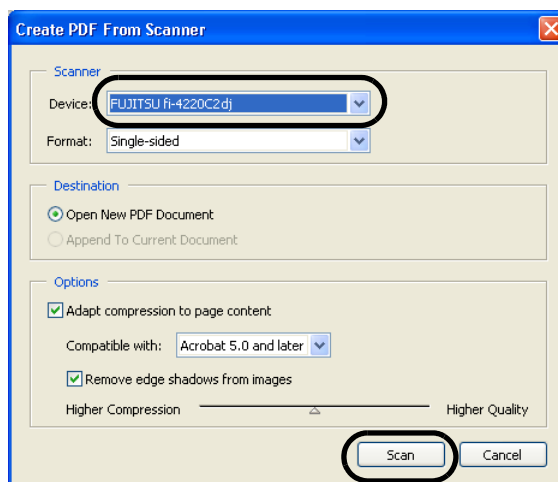 Create PDF From Scanner
Scanner
Device: FUJITSU fi-4220C2dj
Format: Single-sided
Destination
Open New PDF Document
Append To Current Document
Options
Adapt compression to page content
Compatible with: Acrobat 5.0 and later
Remove edge shadows from images
Higher Compression Higher Quality
Scan Cancel